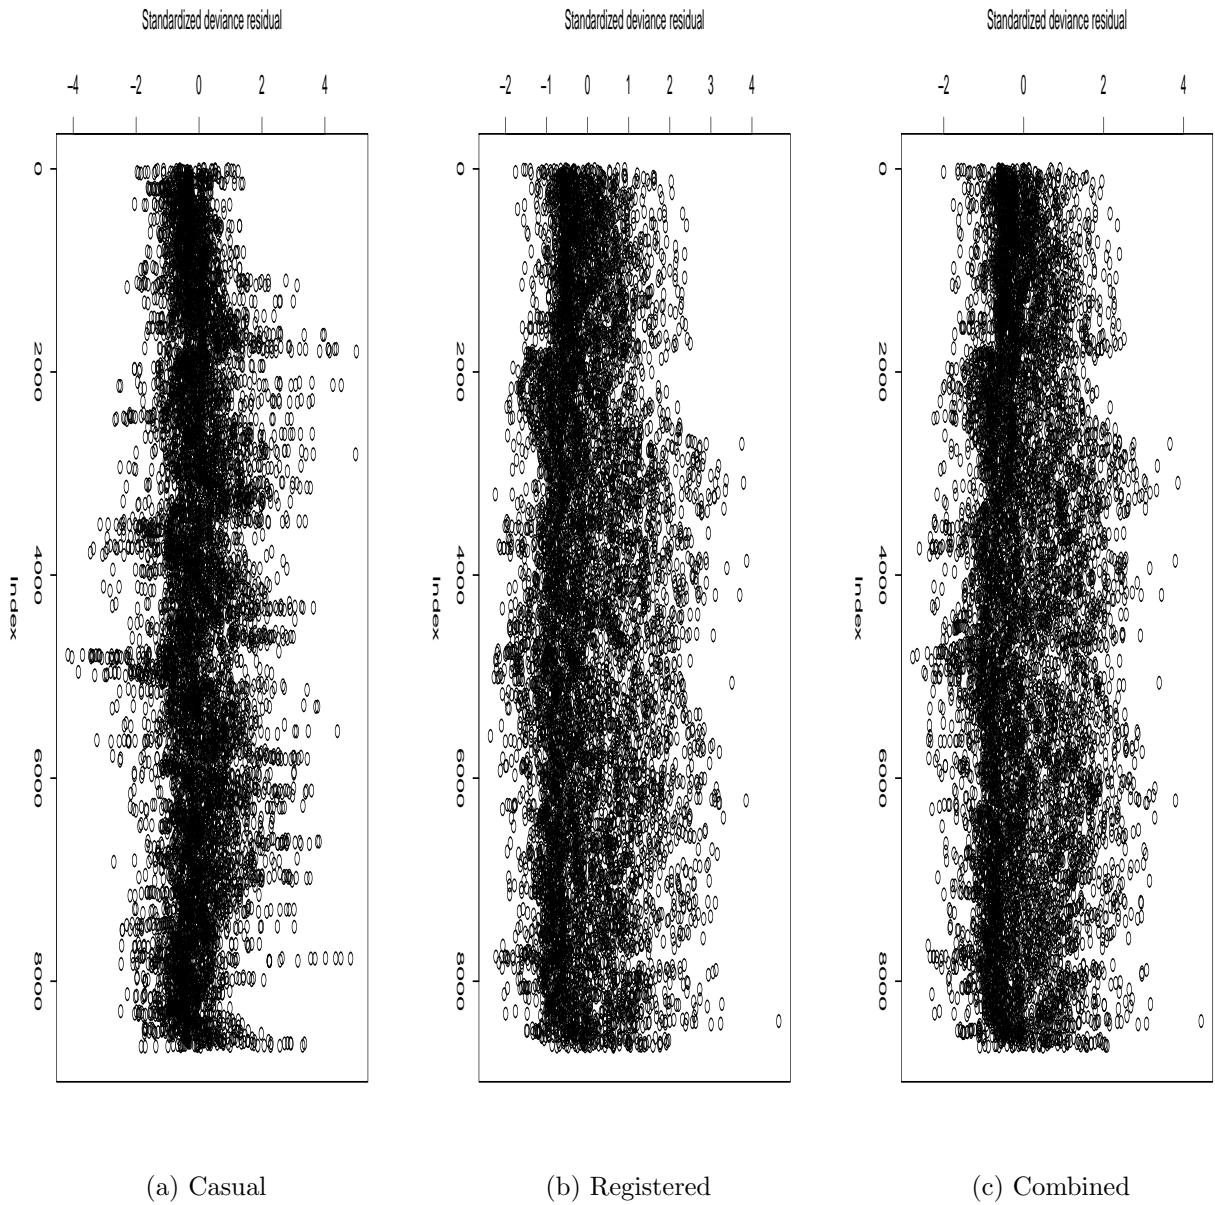 Standardized deviance residual
−4 −2 0 2 4
0
2000
4000
6000
8000
Index
(a) Casual
Standardized deviance residual
−2 −1 0 1 2 3 4
0
2000
4000
6000
8000
Index
(b) Registered
Standardized deviance residual
−2 0 2 4
0
2000
4000
6000
8000
Index
(c) Combined